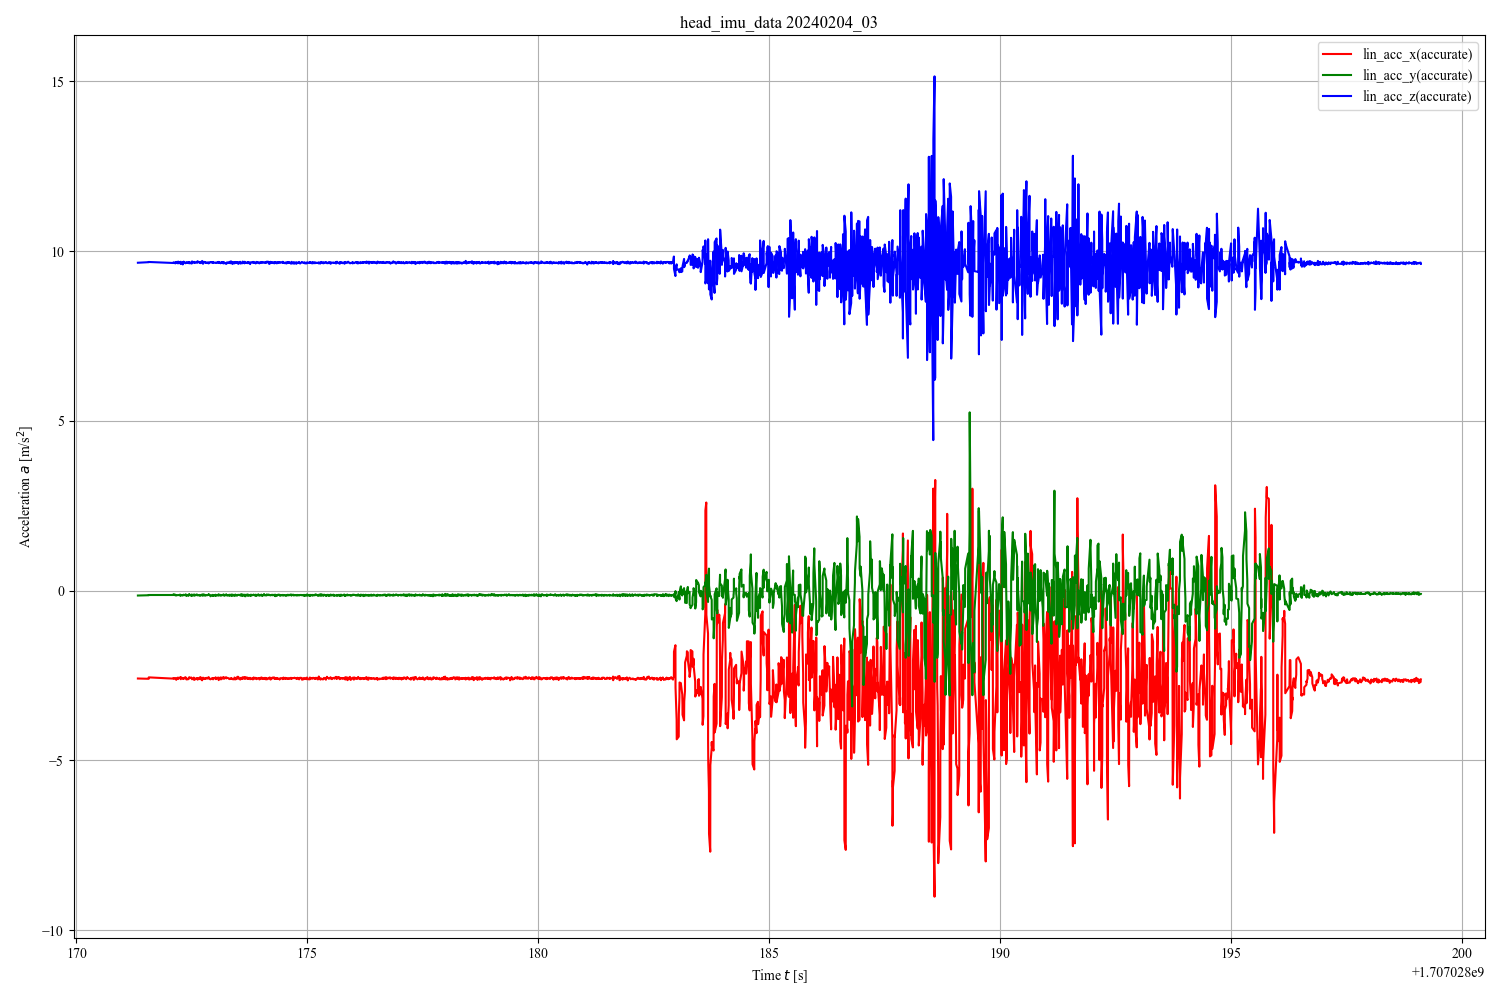 head_imu_data 20240204_03
lin_acc_x(accurate)
lin_acc_y(accurate)
lin_acc_z(accurate)
Acceleration a [m/s²]
15
10
5
0
−5
−10
170 175 180 185 190 195 200
Time t [s]
+1.707028e9